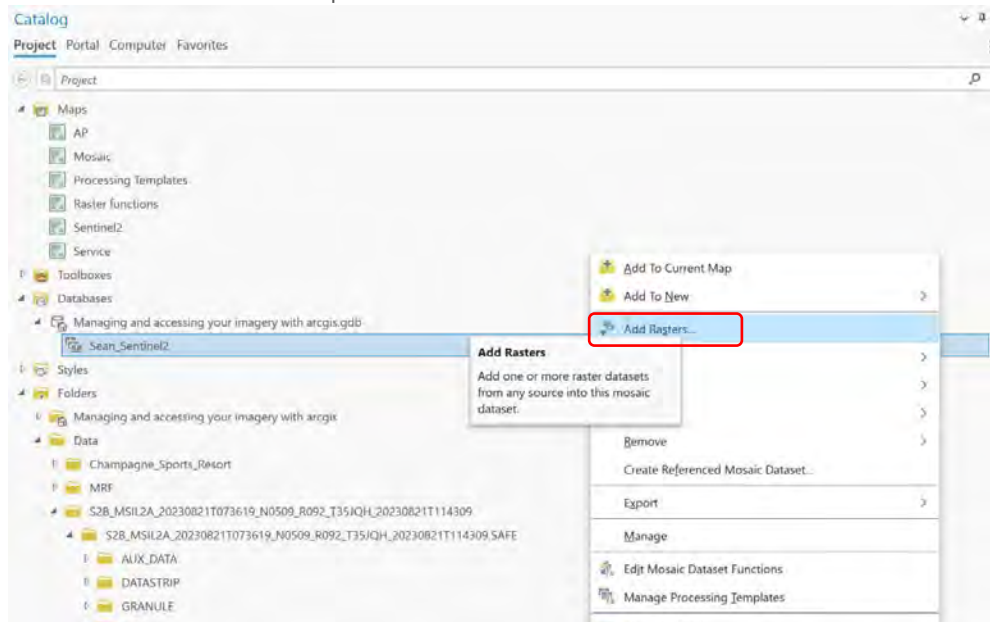 Catalog
Project Portal Computer Favorites
Project
Maps
AP
Mosaic
Processing Templates
Raster functions
Sentinel2
Service
Toolboxes
Databases
Managing and accessing your imagery with arcgis.gdb
Sean_Sentinel2
Styles
Folders
Managing and accessing your imagery with arcgis
Data
Champagne_Sports_Resort
MRF
S2B_MSIL2A_20230821T073619_N0509_R092_T35JQH_20230821T114309
S2B_MSIL2A_20230821T073619_N0509_R092_T35JQH_20230821T114309.SAFE
AUX_DATA
DATASTRIP
GRANULE
Add To Current Map
Add To New
Add Rasters...
Add Rasters
Add one or more raster datasets
from any source into this mosaic
dataset.
Remove
Create Referenced Mosaic Dataset...
Export
Manage
Edit Mosaic Dataset Functions
Manage Processing Templates